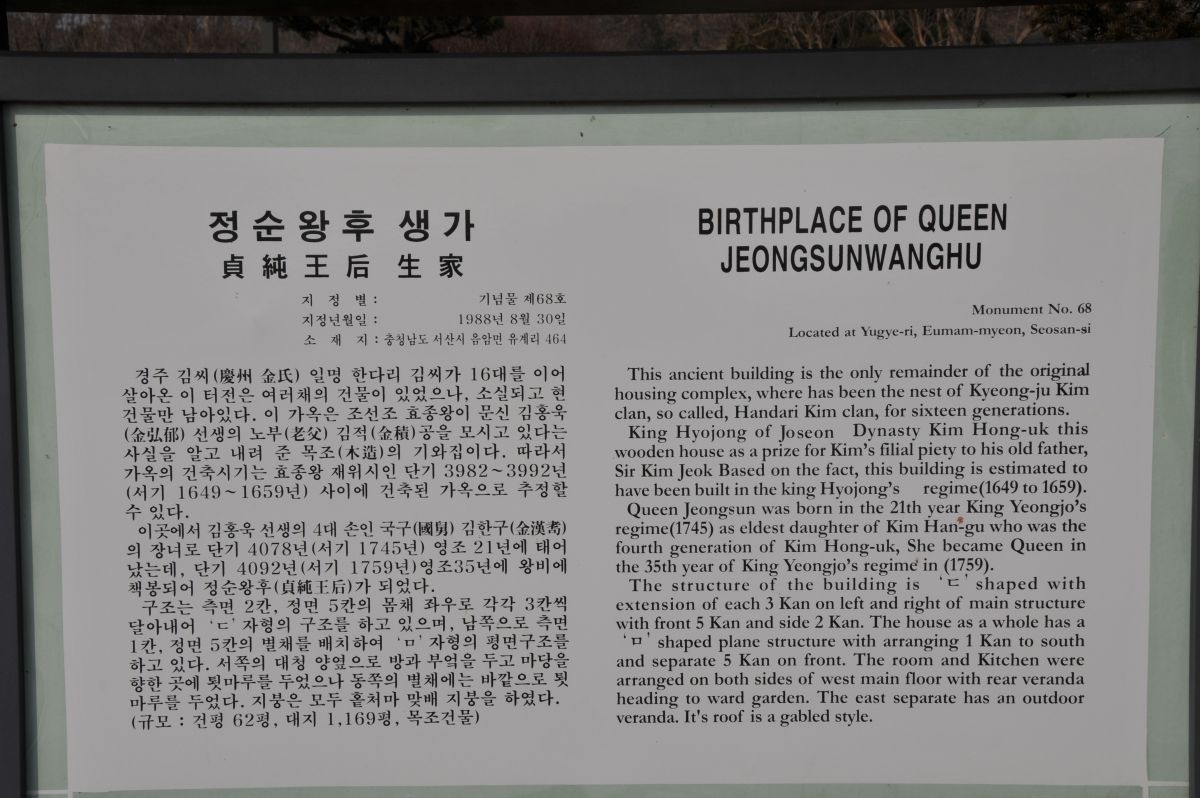 정순왕후 생가
貞純王后 生家
지 정 별 : 기념물 제68호
지정년월일 : 1988년 8월 30일
소 재 지 : 충청남도 서산시 음암면 유계리 464
경주 김씨(慶州 金氏) 일명 한다리 김씨가 16대를 이어
살아온 이 터전은 여러채의 건물이 있었으나, 소실되고 현
건물만 남아있다. 이 가옥은 조선조 효종왕이 문신 김홍욱
(金弘郁) 선생의 노부(老父) 김적(金積)공을 모시고 있다는
사실을 알고 내려 준 목조(木造)의 기와집이다. 따라서
가옥의 건축시기는 효종왕 재위시인 단기 3982~3992년
(서기 1649~1659년) 사이에 건축된 가옥으로 추정할
수 있다.
이곳에서 김홍욱 선생의 4대 손인 국구(國舅) 김한구(金漢耈)
의 장녀로 단기 4078년(서기 1745년) 영조 21년에 태어
났는데, 단기 4092년(서기 1759년)영조35년에 왕비에
책봉되어 정순왕후(貞純王后)가 되었다.
구조는 측면 2칸, 정면 5칸의 몸채 좌우로 각각 3칸씩
달아내어 ‘ㄷ’자형의 구조를 하고 있으며, 남쪽으로 측면
1칸, 정면 5칸의 별채를 배치하여 ‘ㅁ’자형의 평면구조를
하고 있다. 서쪽의 대청 양옆으로 방과 부엌을 두고 마당을
향한 곳에 툇마루를 두었으나 동쪽의 별채에는 바깥으로 툇
마루를 두었다. 지붕은 모두 홑처마 맞배 지붕을 하였다.
(규모 : 건평 62평, 대지 1,169평, 목조건물)
BIRTHPLACE OF QUEEN
JEONGSUNWANGHU
Monument No. 68
Located at Yugye-ri, Eumam-myeon, Seosan-si
This ancient building is the only remainder of the original
housing complex, where has been the nest of Kyeong-ju Kim
clan, so called, Handari Kim clan, for sixteen generations.
King Hyojong of Joseon Dynasty Kim Hong-uk this
wooden house as a prize for Kim's filial piety to his old father,
Sir Kim Jeok Based on the fact, this building is estimated to
have been built in the king Hyojong's regime(1649 to 1659).
Queen Jeongsun was born in the 21th year King Yeongjo's
regime(1745) as eldest daughter of Kim Han-gu who was the
fourth generation of Kim Hong-uk, She became Queen in
the 35th year of King Yeongjo's regime in (1759).
The structure of the building is ‘ㄷ’ shaped with
extension of each 3 Kan on left and right of main structure
with front 5 Kan and side 2 Kan. The house as a whole has a
‘ㅁ’ shaped plane structure with arranging 1 Kan to south
and separate 5 Kan on front. The room and Kitchen were
arranged on both sides of west main floor with rear veranda
heading to ward garden. The east separate has an outdoor
veranda. It's roof is a gabled style.